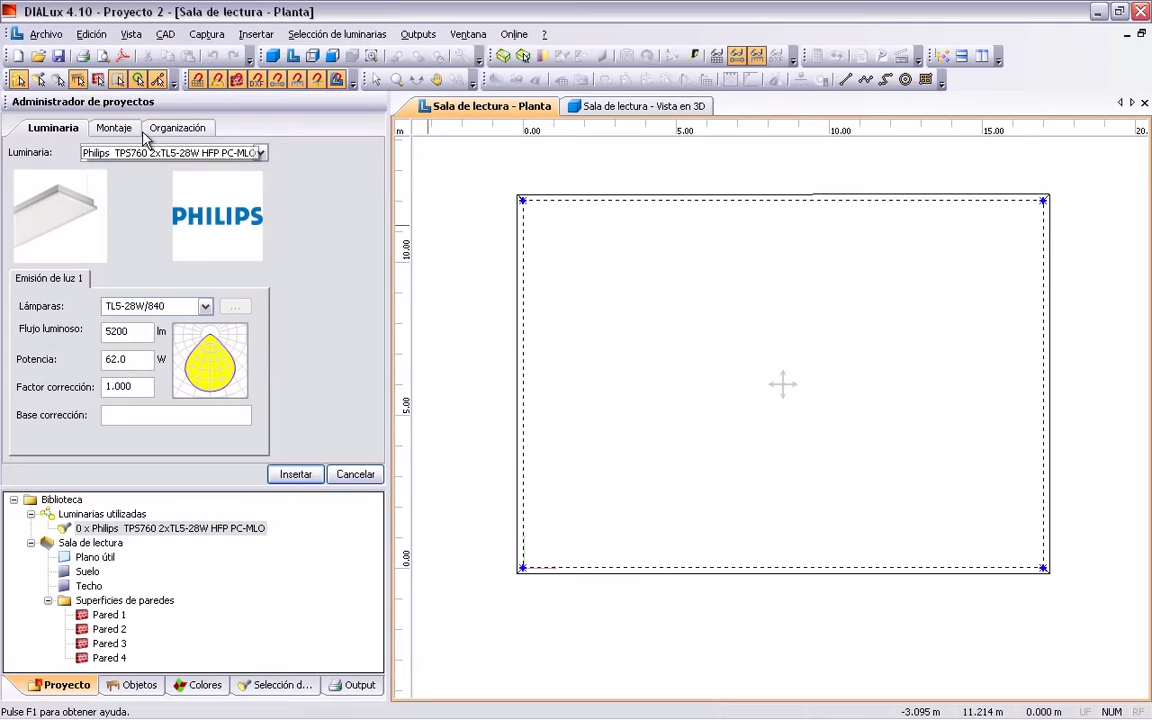 DIALux 4.10 - Proyecto 2 - [Sala de lectura - Planta]
Archivo Edición Vista CAD Captura Insertar Selección de luminarias Outputs Ventana Online ?
Administrador de proyectos
Luminaria Montaje Organización
Luminaria: Philips TPS760 2xTL5-28W HFP PC-MLO
PHILIPS
Emisión de luz 1
Lámparas: TL5-28W/840 ...
Flujo luminoso: 5200 lm
Potencia: 62.0 W
Factor corrección: 1.000
Base corrección:
Insertar Cancelar
Biblioteca
Luminarias utilizadas
0 x Philips TPS760 2xTL5-28W HFP PC-MLO
Sala de lectura
Plano útil
Suelo
Techo
Superficies de paredes
Pared 1
Pared 2
Pared 3
Pared 4
Proyecto Objetos Colores Selección d... Output
Sala de lectura - Planta Sala de lectura - Vista en 3D
m 0.00 5.00 10.00 15.00 20.
10.00
5.00
0.00
Pulse F1 para obtener ayuda. -3.095 m 11.214 m 0.000 m UF NUM RF